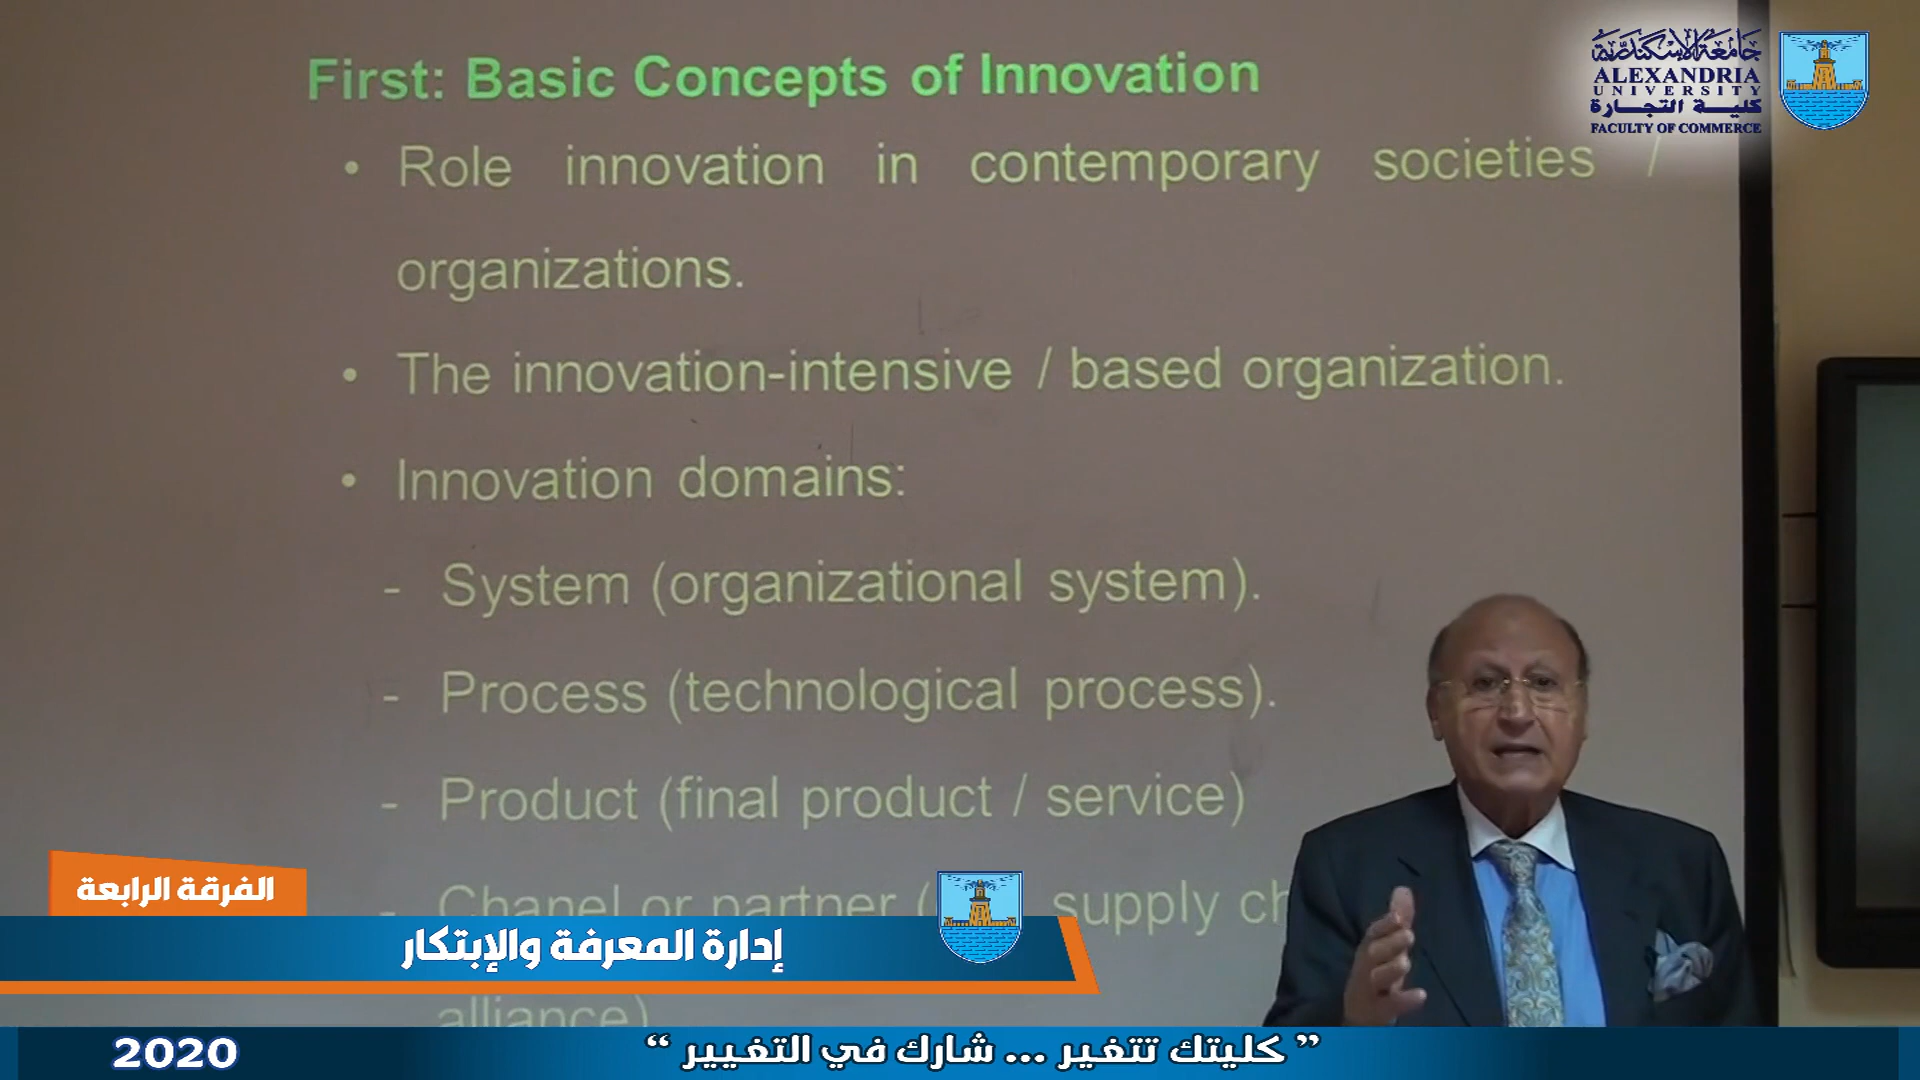 First: Basic Concepts of Innovation
• Role innovation in contemporary societies /
organizations.
• The innovation-intensive / based organization.
• Innovation domains:
- System (organizational system).
- Process (technological process).
- Product (final product / service)
- Chanel or partner ( supply
alliance)
جامعة الإسكندرية
ALEXANDRIA
UNIVERSITY
كلية التجارة
FACULTY OF COMMERCE
الفرقة الرابعة
إدارة المعرفة والإبتكار
2020
” كليتك تتغير ... شارك في التغيير “